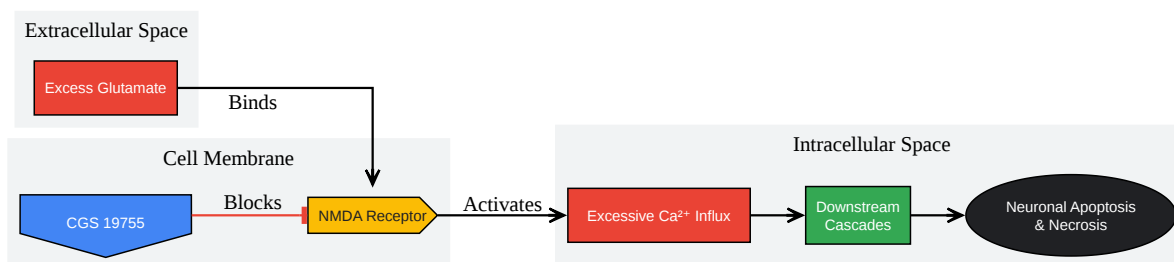 Extracellular Space
Excess Glutamate
Binds
Cell Membrane
CGS 19755
Blocks
NMDA Receptor
Activates
Intracellular Space
Excessive Ca²⁺ Influx
Downstream
Cascades
Neuronal Apoptosis
& Necrosis